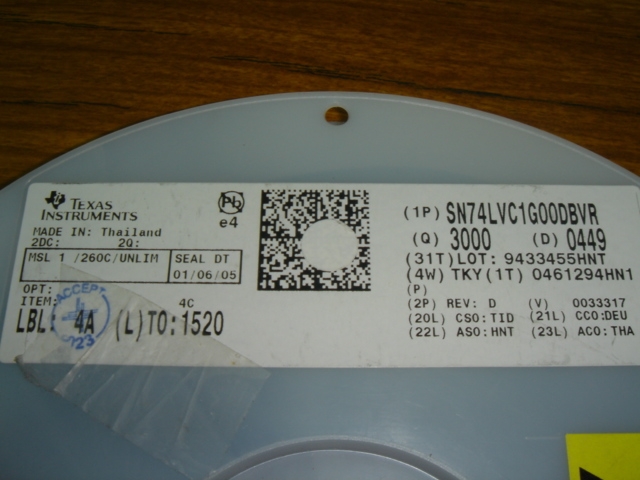 TEXAS
INSTRUMENTS
Pb
e4
MADE IN: Thailand
2DC: 2Q:
MSL 1 /260C/UNLIM SEAL DT
01/06/05
OPT:
ITEM: 4C
LBL: 4A (L)TO:1520
ACCEPT
(1P) SN74LVC1G00DBVR
(Q) 3000 (D) 0449
(31T)LOT: 9433455HNT
(4W) TKY(1T) 0461294HN1
(P)
(2P) REV: D (V) 0033317
(20L) CSO:TID (21L) CCO:DEU
(22L) ASO:HNT (23L) ACO:THA